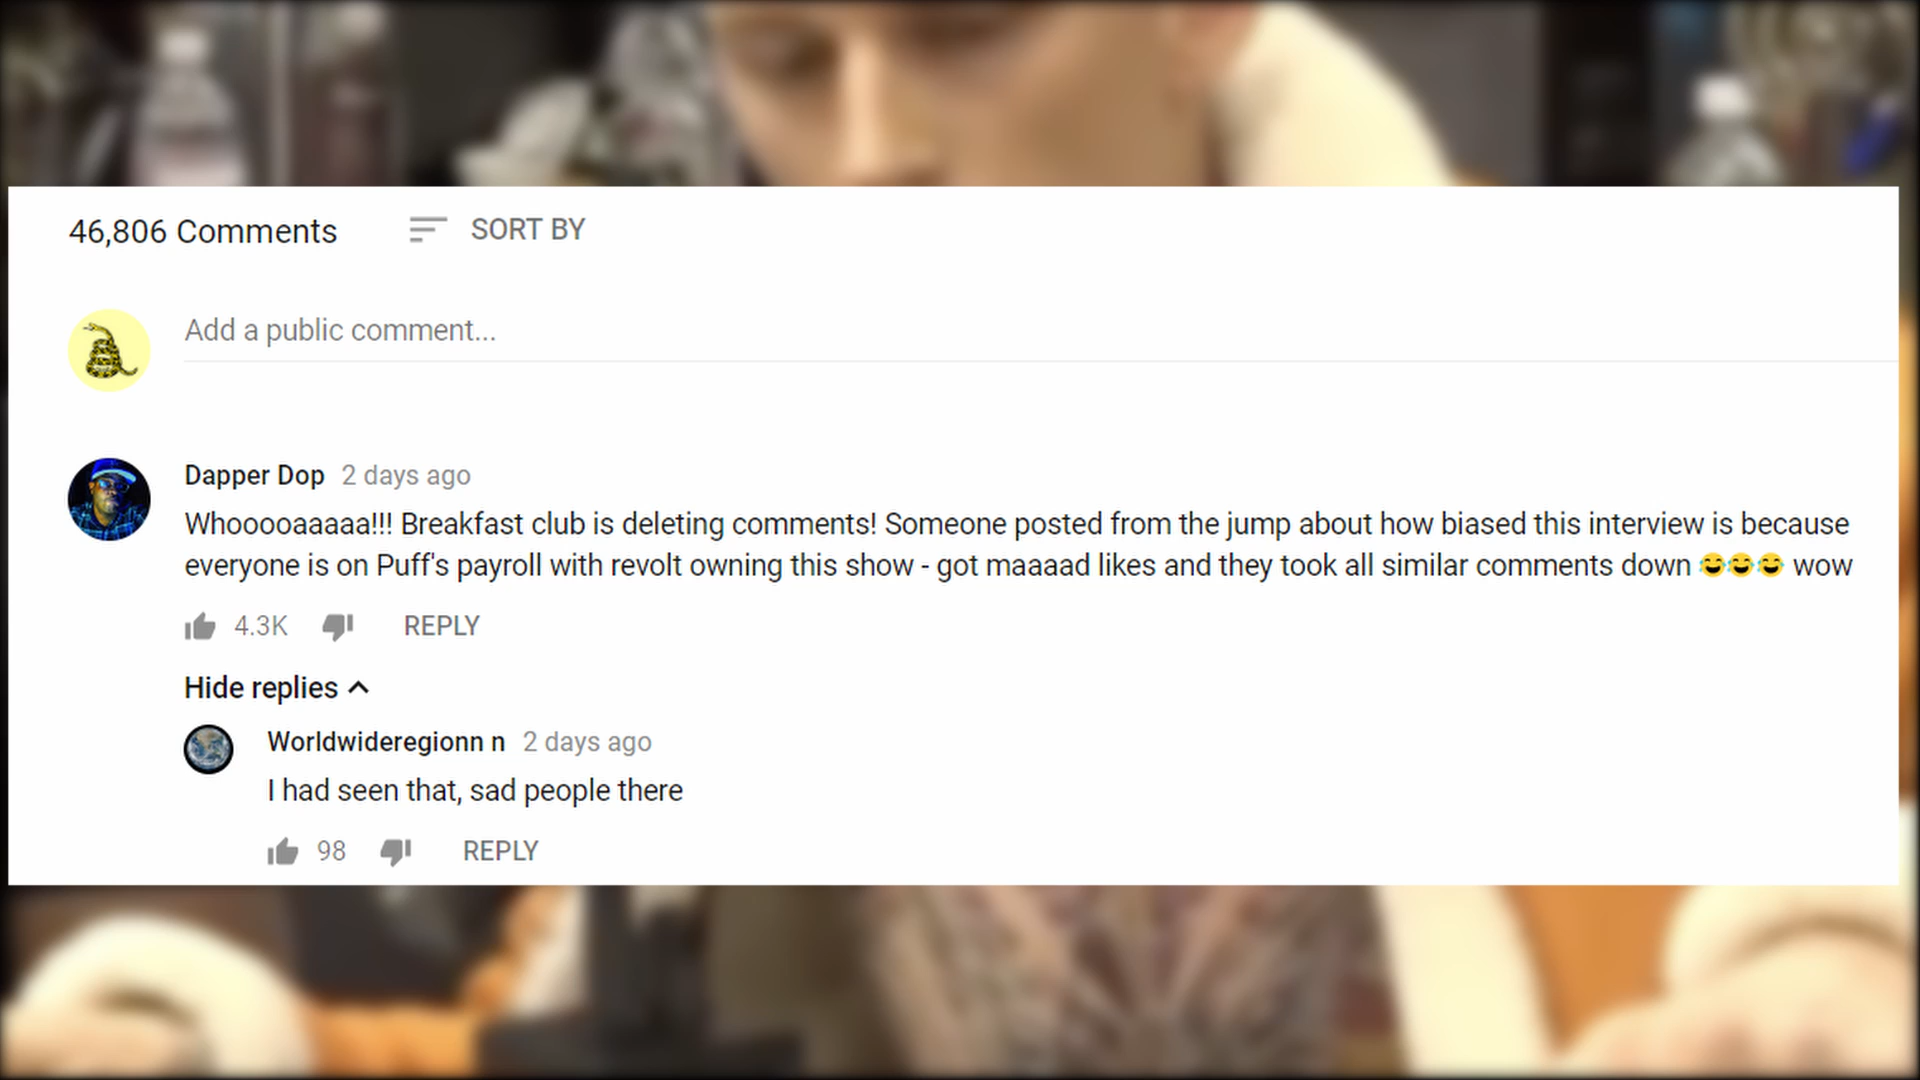 46,806 Comments SORT BY
Add a public comment...
Dapper Dop 2 days ago
Whooooaaaaa!!! Breakfast club is deleting comments! Someone posted from the jump about how biased this interview is because
everyone is on Puff's payroll with revolt owning this show - got maaaad likes and they took all similar comments down 😂😂😂 wow
4.3K REPLY
Hide replies
Worldwideregionn n 2 days ago
I had seen that, sad people there
98 REPLY